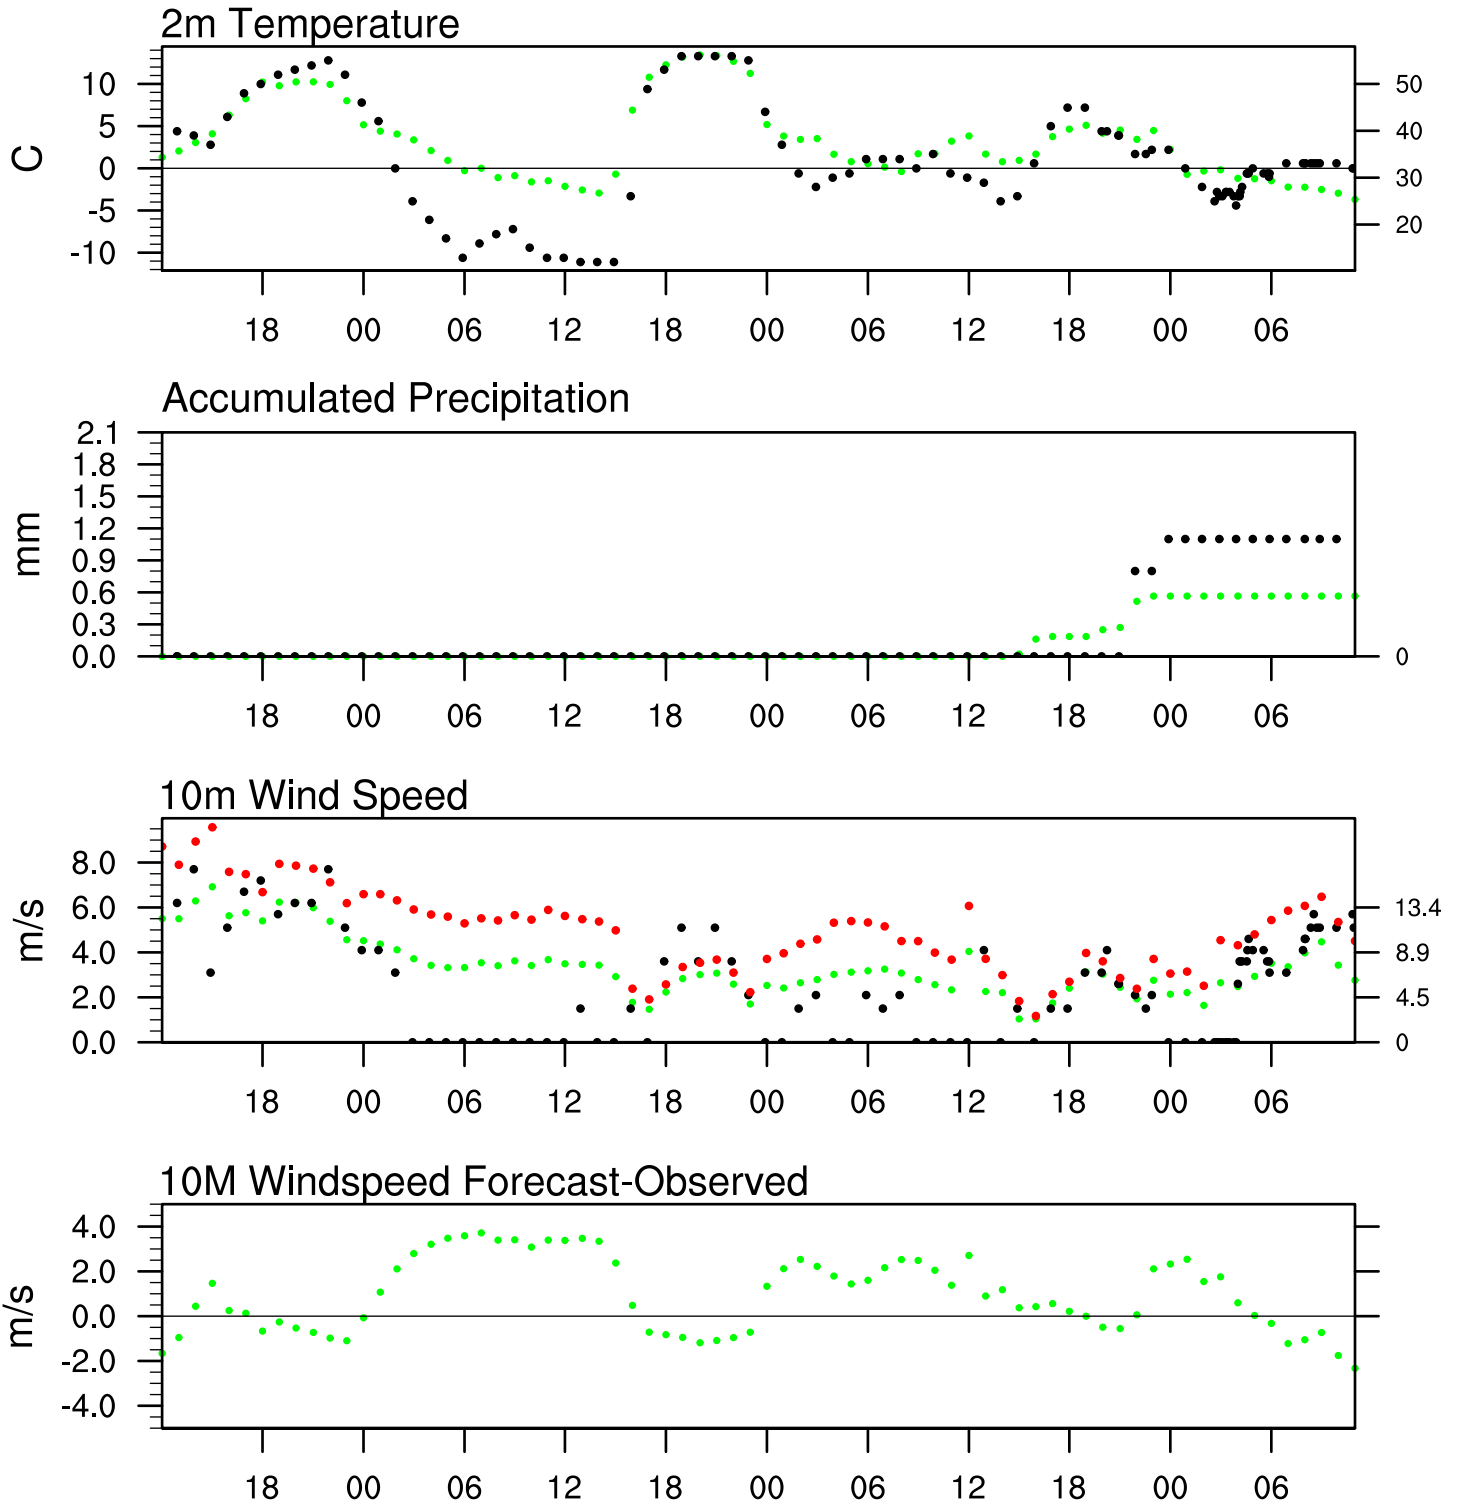 2m Temperature
10 50
5 40
C
0
30
-5
20
-10
18 00 06 12 18 00 06 12 18 00 06
Accumulated Precipitation
2.1
1.8
1.5
1.2
mm
0.9
0.6
0.3
0.0 0
18 00 06 12 18 00 06 12 18 00 06
10m Wind Speed
8.0
6.0 13.4
m/s
4.0 8.9
2.0 4.5
0.0 0
18 00 06 12 18 00 06 12 18 00 06
10M Windspeed Forecast-Observed
4.0
2.0
m/s
0.0
-2.0
-4.0
18 00 06 12 18 00 06 12 18 00 06